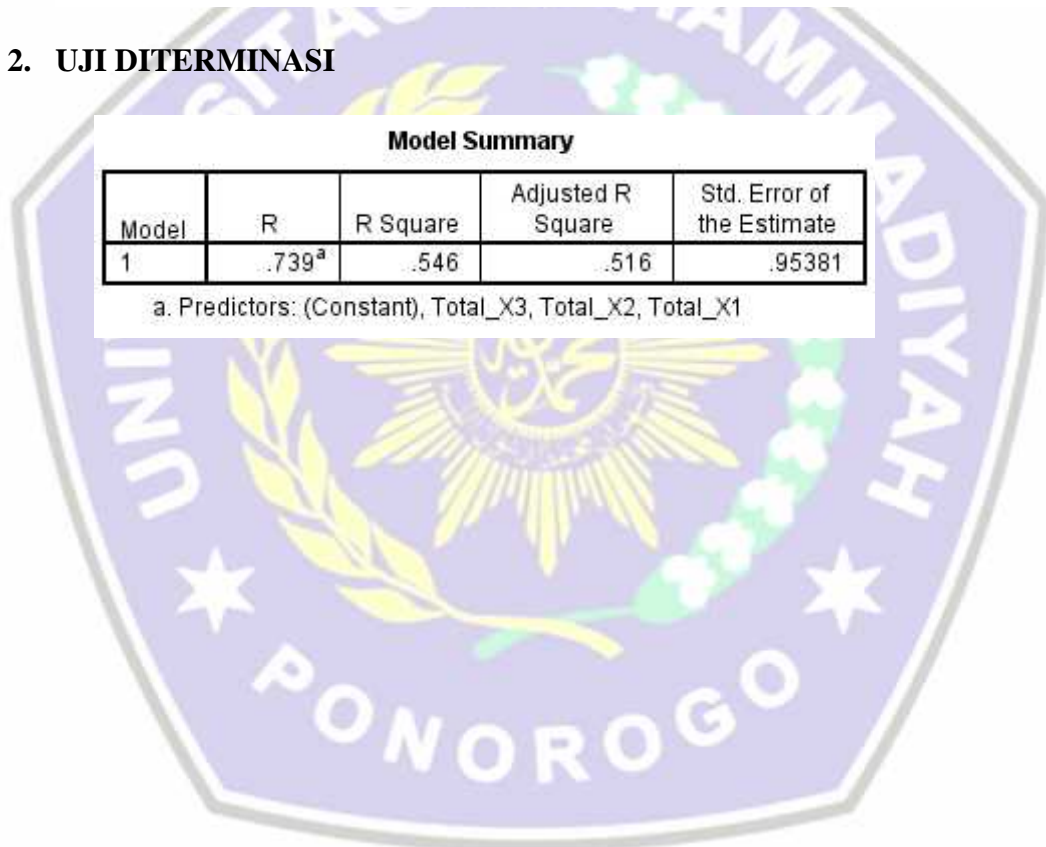 2. UJI DITERMINASI
Model Summary
Model R R Square Adjusted R Square Std. Error of the Estimate
1 .739a .546 .516 .95381
a. Predictors: (Constant), Total_X3, Total_X2, Total_X1
PONOROGO